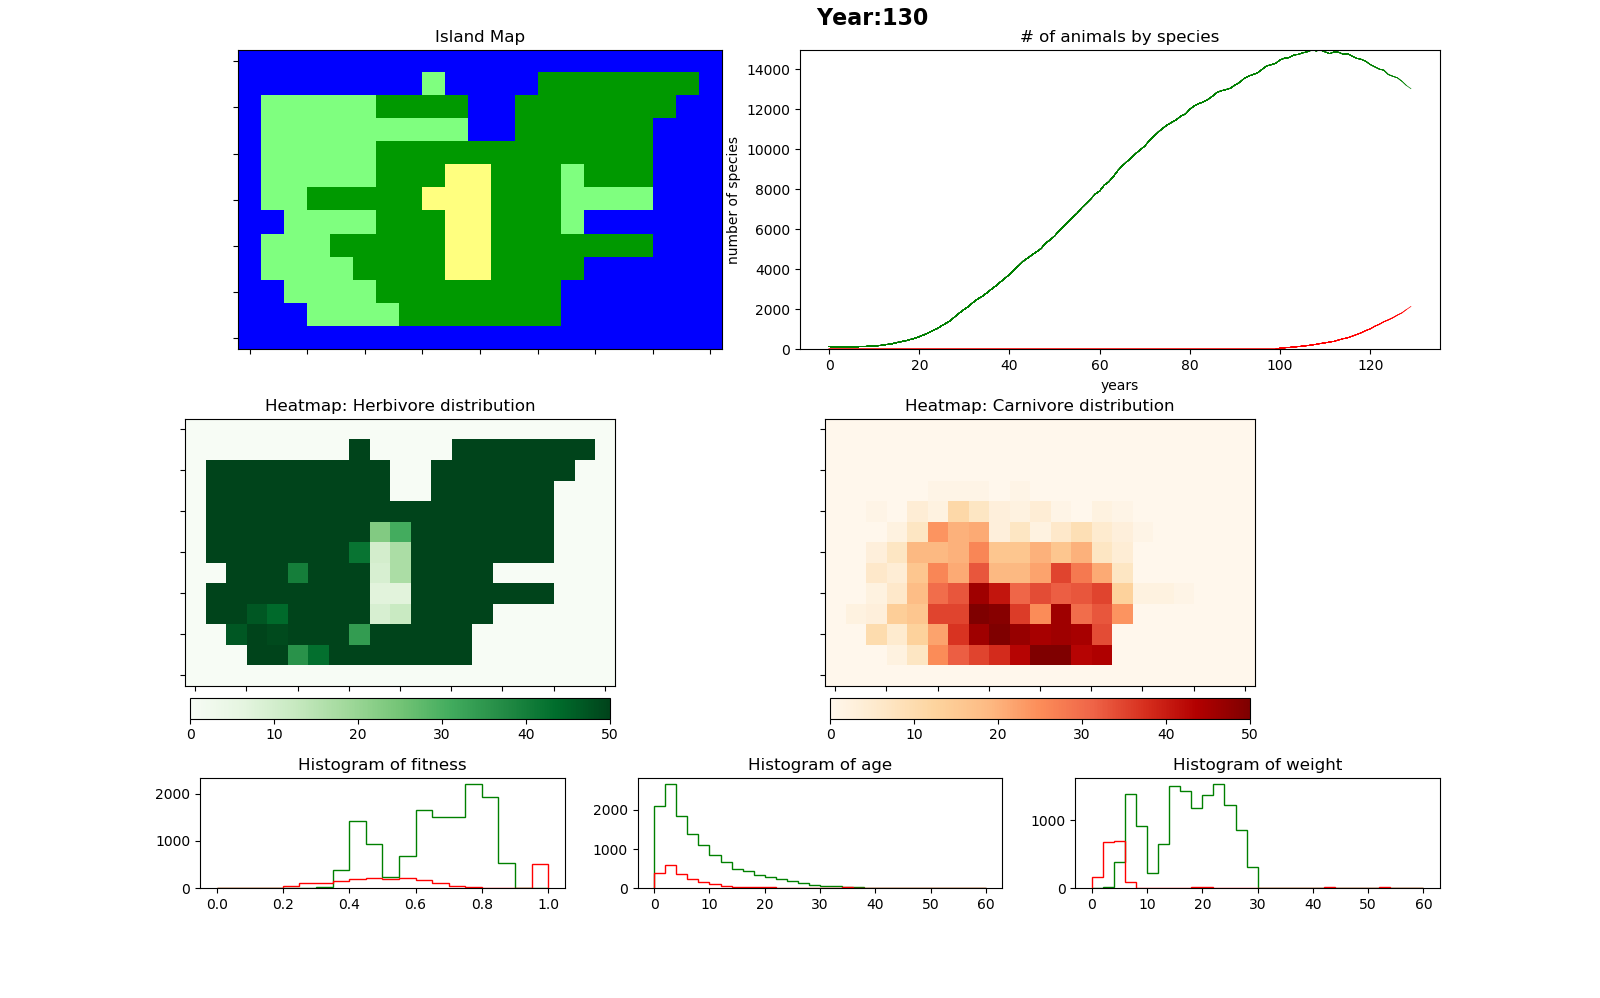 Year:130
Island Map
# of animals by species
number of species
14000
12000
10000
8000
6000
4000
2000
0
0 20 40 60 80 100 120
years
Heatmap: Herbivore distribution
Heatmap: Carnivore distribution
0 10 20 30 40 50
0 10 20 30 40 50
Histogram of fitness
2000
1000
0
0.0 0.2 0.4 0.6 0.8 1.0
Histogram of age
2000
1000
0
0 10 20 30 40 50 60
Histogram of weight
1000
0
0 10 20 30 40 50 60